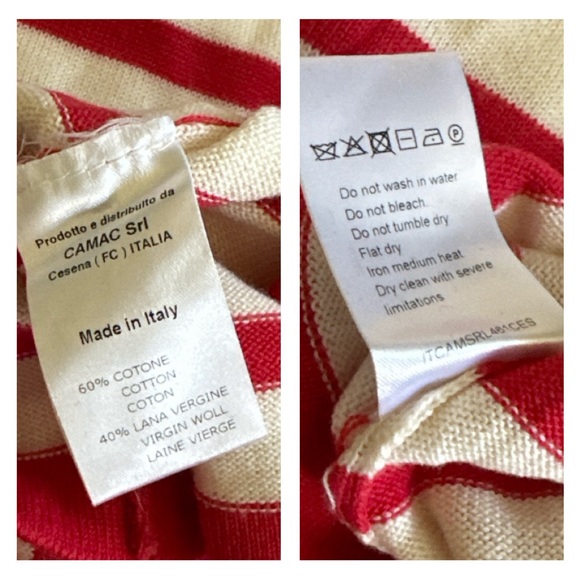 Prodotto e distribuito da
CAMAC Srl
Cesena ( FC ) ITALIA
Made in Italy
60% COTONE
COTTON
COTON
40% LANA VERGINE
VIRGIN WOLL
LAINE VIERGE
P
Do not wash in water
Do not bleach
Do not tumble dry
Flat dry
Iron medium heat
Dry clean with severe
limitations
ITCAMSRL461CES